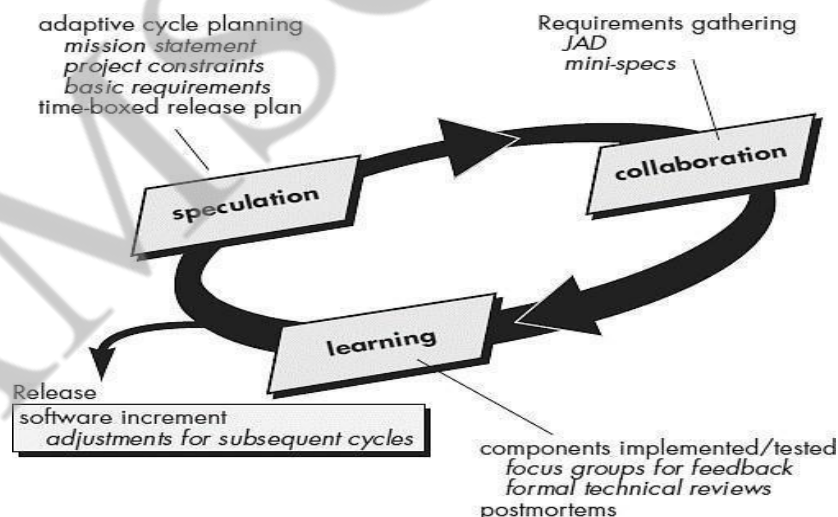 adaptive cycle planning
mission statement
project constraints
basic requirements
time-boxed release plan
Requirements gathering
JAD
mini-specs
speculation
collaboration
learning
Release
software increment
adjustments for subsequent cycles
components implemented/tested
focus groups for feedback
formal technical reviews
postmortems